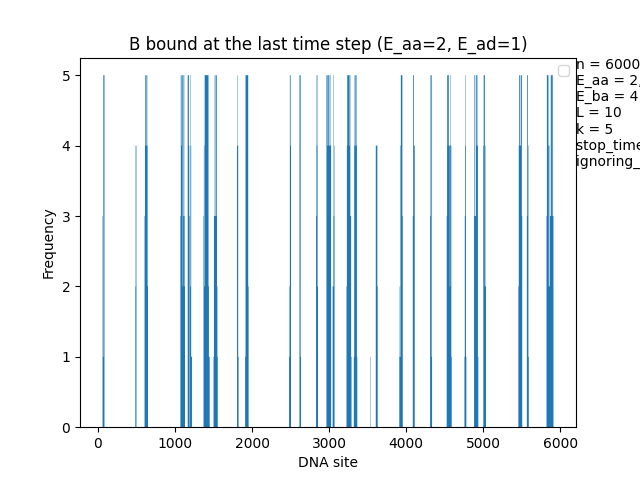 B bound at the last time step (E_aa=2, E_ad=1)
n = 6000
E_aa = 2,
E_ba = 4
L = 10
k = 5
stop_time
ignoring_
Frequency
5
4
3
2
1
0
0 1000 2000 3000 4000 5000 6000
DNA site